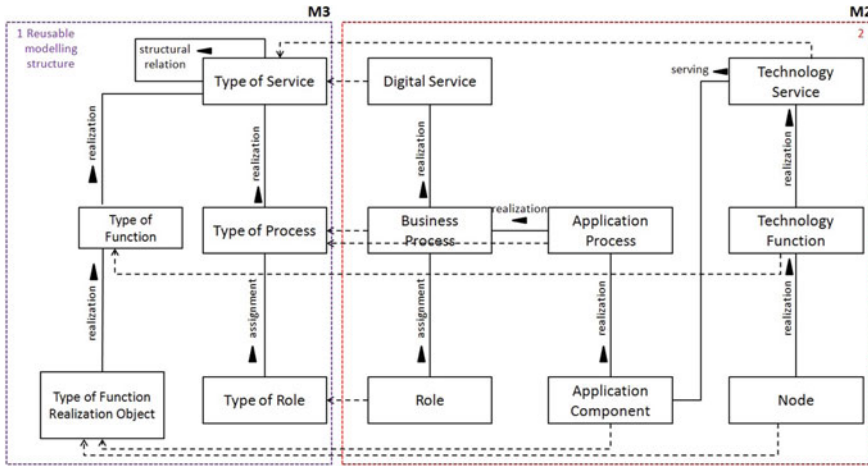 M3
M2
1 Reusable
modelling
structure
2
structural
relation
Type of Service
Digital Service
serving
Technology
Service
realization
realization
realization
realization
Type of
Function
Type of Process
Business
Process
realization
Application
Process
Technology
Function
realization
assignment
assignment
realization
realization
Type of Function
Realization Object
Type of Role
Role
Application
Component
Node